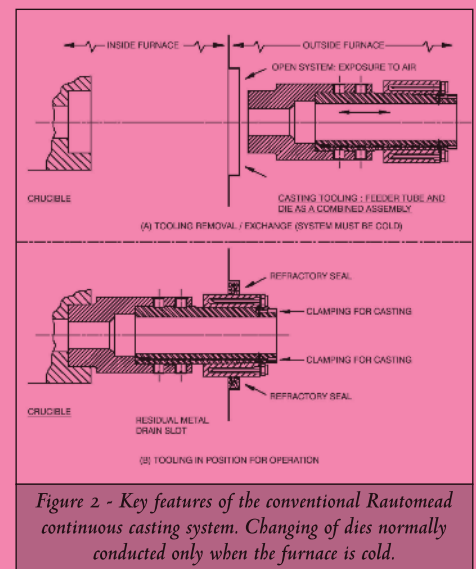 INSIDE FURNACE
OUTSIDE FURNACE
OPEN SYSTEM: EXPOSURE TO AIR
CRUCIBLE
CASTING TOOLING : FEEDER TUBE AND
DIE AS A COMBINED ASSEMBLY
(A) TOOLING REMOVAL / EXCHANGE (SYSTEM MUST BE COLD)
REFRACTORY SEAL
CLAMPING FOR CASTING
CLAMPING FOR CASTING
REFRACTORY SEAL
CRUCIBLE
RESIDUAL METAL
DRAIN SLOT
(B) TOOLING IN POSITION FOR OPERATION
Figure 2 - Key features of the conventional Rautomead
continuous casting system. Changing of dies normally
conducted only when the furnace is cold.